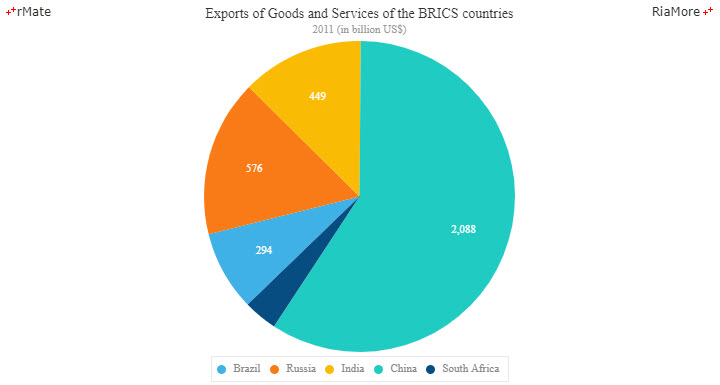 rMate
Exports of Goods and Services of the BRICS countries
RiaMore
2011 (in billion US$)
449
576
2,088
294
Brazil Russia India China South Africa